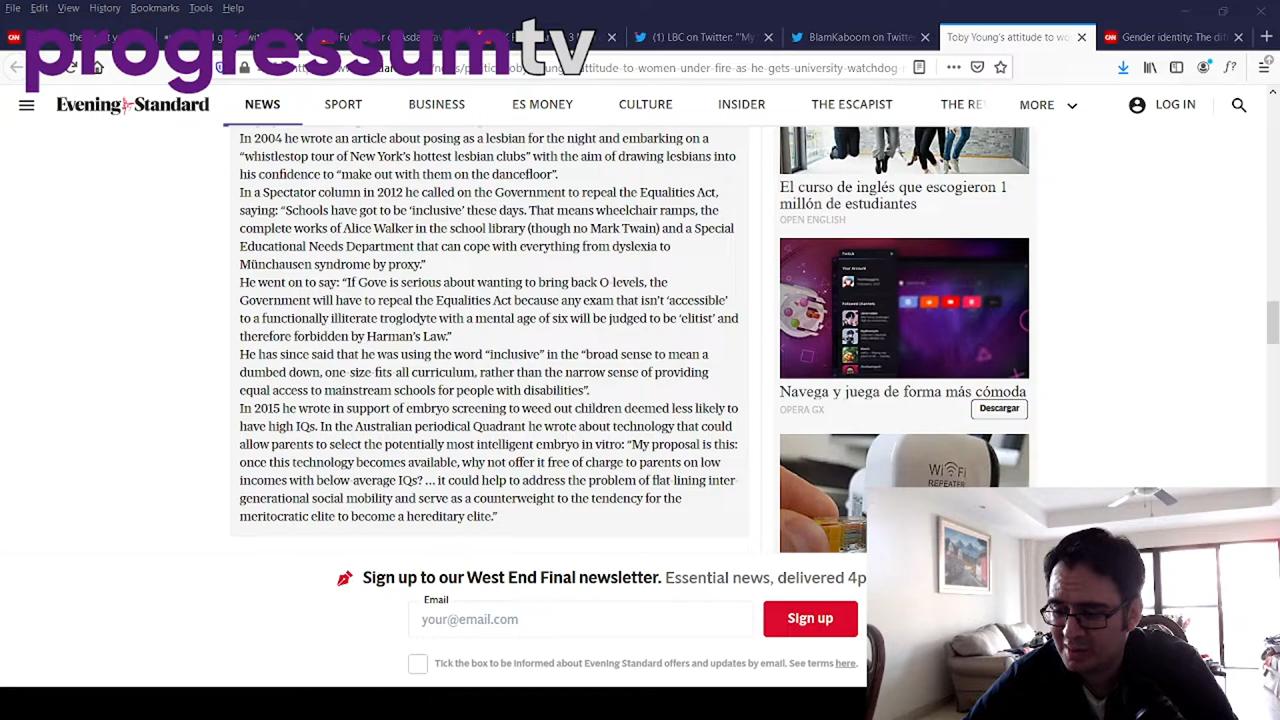 File Edit View History Bookmarks Tools Help
progressumtv
(1) LBC on Twitter: "My
BlamKaboom on Twitter
Toby Young's attitude to wo
Gender identity: The dif
attitude-to-women-under-fire-as-he-gets-university-watchdog
Evening Standard
NEWS SPORT BUSINESS ES MONEY CULTURE INSIDER THE ESCAPIST THE RE MORE LOG IN
In 2004 he wrote an article about posing as a lesbian for the night and embarking on a
“whistlestop tour of New York’s hottest lesbian clubs” with the aim of drawing lesbians into
his confidence to “make out with them on the dancefloor”.
In a Spectator column in 2012 he called on the Government to repeal the Equalities Act,
saying: “Schools have got to be ‘inclusive’ these days. That means wheelchair ramps, the
complete works of Alice Walker in the school library (though no Mark Twain) and a Special
Educational Needs Department that can cope with everything from dyslexia to
Münchausen syndrome by proxy.”
He went on to say: “If Gove is serious about wanting to bring back O-levels, the
Government will have to repeal the Equalities Act because any exam that isn’t ‘accessible’
to a functionally illiterate troglodyte with a mental age of six will be judged to be ‘elitist’ and
therefore forbidden by Harman’s Law.”
He has since said that he was using the word “inclusive” in the “broad sense to mean a
dumbed down, one-size-fits-all curriculum, rather than the narrow sense of providing
equal access to mainstream schools for people with disabilities”.
In 2015 he wrote in support of embryo screening to weed out children deemed less likely to
have high IQs. In the Australian periodical Quadrant he wrote about technology that could
allow parents to select the potentially most intelligent embryo in vitro: “My proposal is this:
once this technology becomes available, why not offer it free of charge to parents on low
incomes with below-average IQs? ... it could help to address the problem of flat-lining inter-
generational social mobility and serve as a counterweight to the tendency for the
meritocratic elite to become a hereditary elite.”
El curso de inglés que escogieron 1
millón de estudiantes
OPEN ENGLISH
Navega y juega de forma más cómoda
OPERA GX
Descargar
WiFi
REPEATER
Sign up to our West End Final newsletter. Essential news, delivered 4p
Email
your@email.com
Sign up
Tick the box to be informed about Evening Standard offers and updates by email. See terms here.